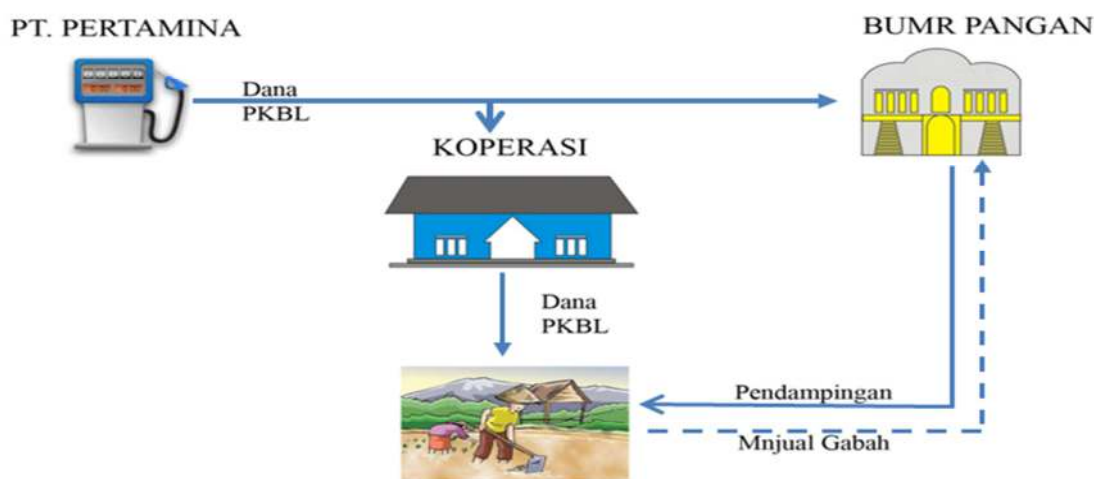 PT. PERTAMINA
BUMR PANGAN
Dana
PKBL
KOPERASI
Dana
PKBL
Pendampingan
Mnjual Gabah